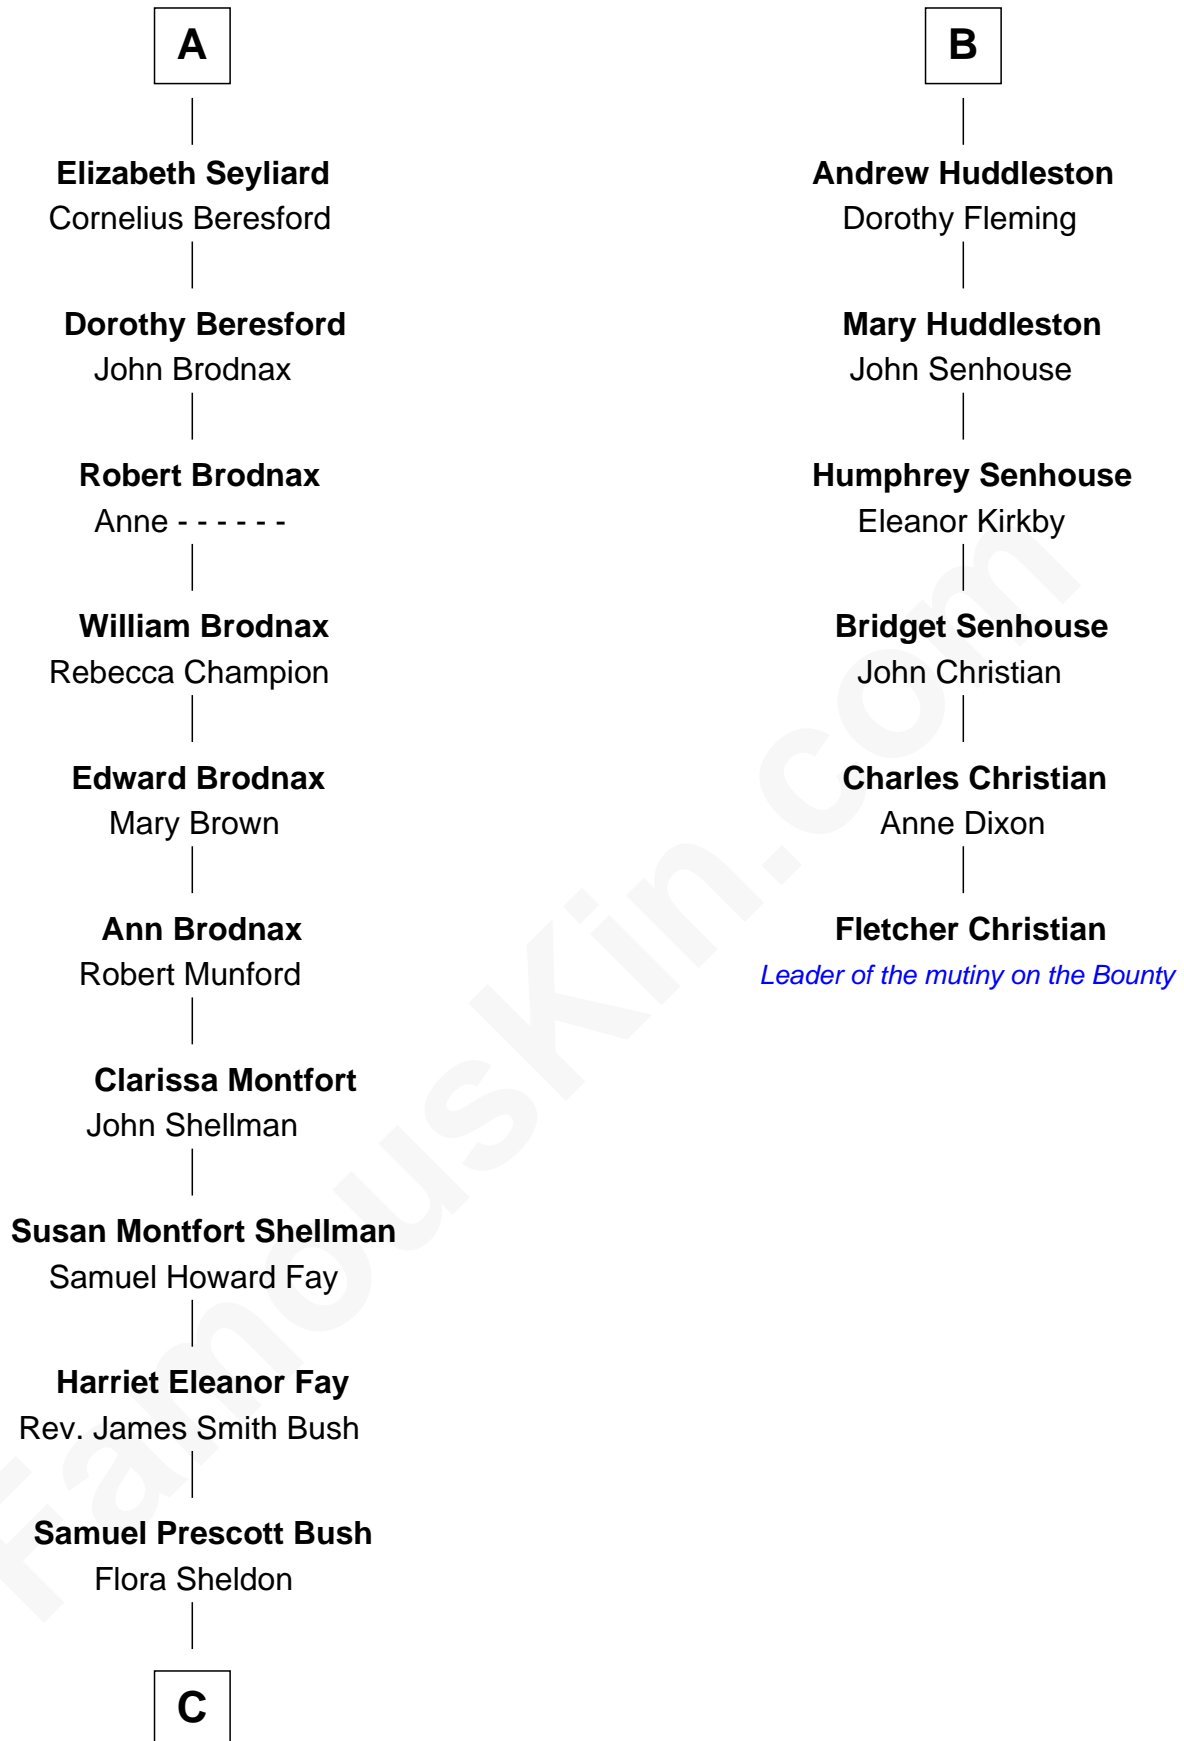 A
Elizabeth Seyliard
Cornelius Beresford
Dorothy Beresford
John Brodnax
Robert Brodnax
Anne - - - - - -
William Brodnax
Rebecca Champion
Edward Brodnax
Mary Brown
Ann Brodnax
Robert Munford
Clarissa Montfort
John Shellman
Susan Montfort Shellman
Samuel Howard Fay
Harriet Eleanor Fay
Rev. James Smith Bush
Samuel Prescott Bush
Flora Sheldon
C
B
Andrew Huddleston
Dorothy Fleming
Mary Huddleston
John Senhouse
Humphrey Senhouse
Eleanor Kirkby
Bridget Senhouse
John Christian
Charles Christian
Anne Dixon
Fletcher Christian
Leader of the mutiny on the Bounty
FamousKin.com